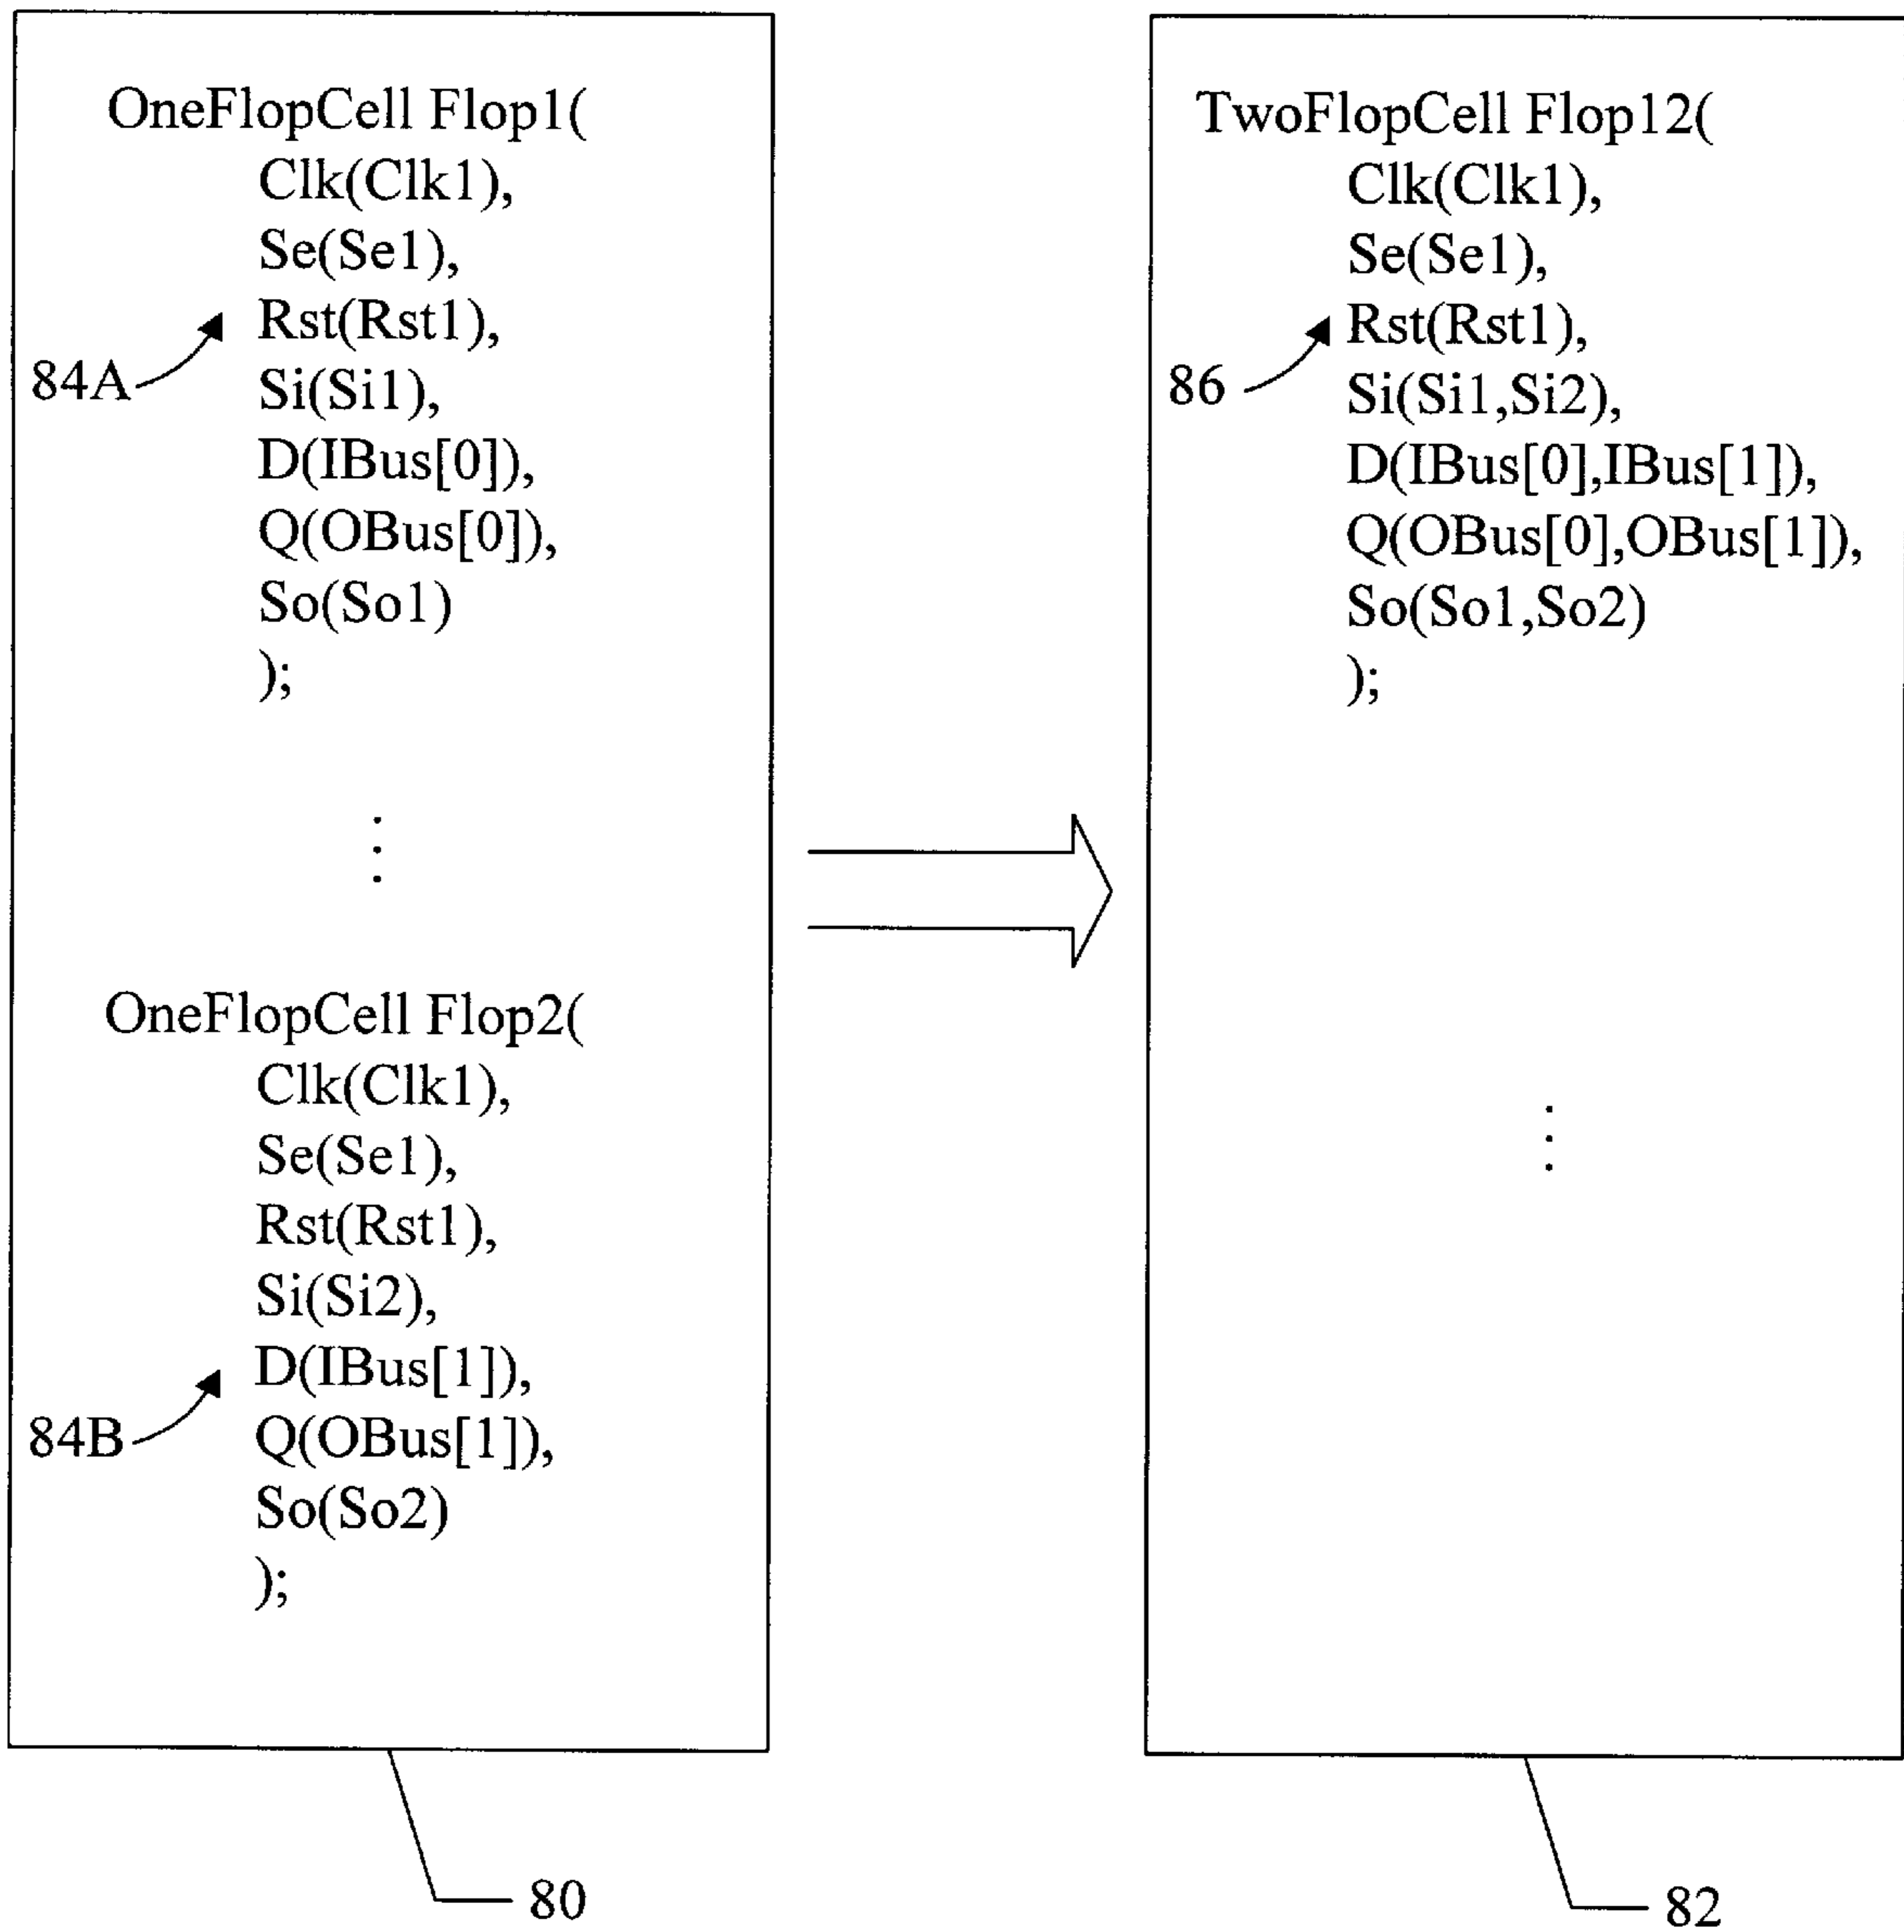 OneFlopCell Flop1(
Clk(Clk1),
Se(Se1),
Rst(Rst1),
84A
Si(Si1),
D(IBus[0]),
Q(OBus[0]),
So(So1)
);
OneFlopCell Flop2(
Clk(Clk1),
Se(Se1),
Rst(Rst1),
Si(Si2),
D(IBus[1]),
84B
Q(OBus[1]),
So(So2)
);
80
TwoFlopCell Flop12(
Clk(Clk1),
Se(Se1),
Rst(Rst1),
86
Si(Si1,Si2),
D(IBus[0],IBus[1]),
Q(OBus[0],OBus[1]),
So(So1,So2)
);
82